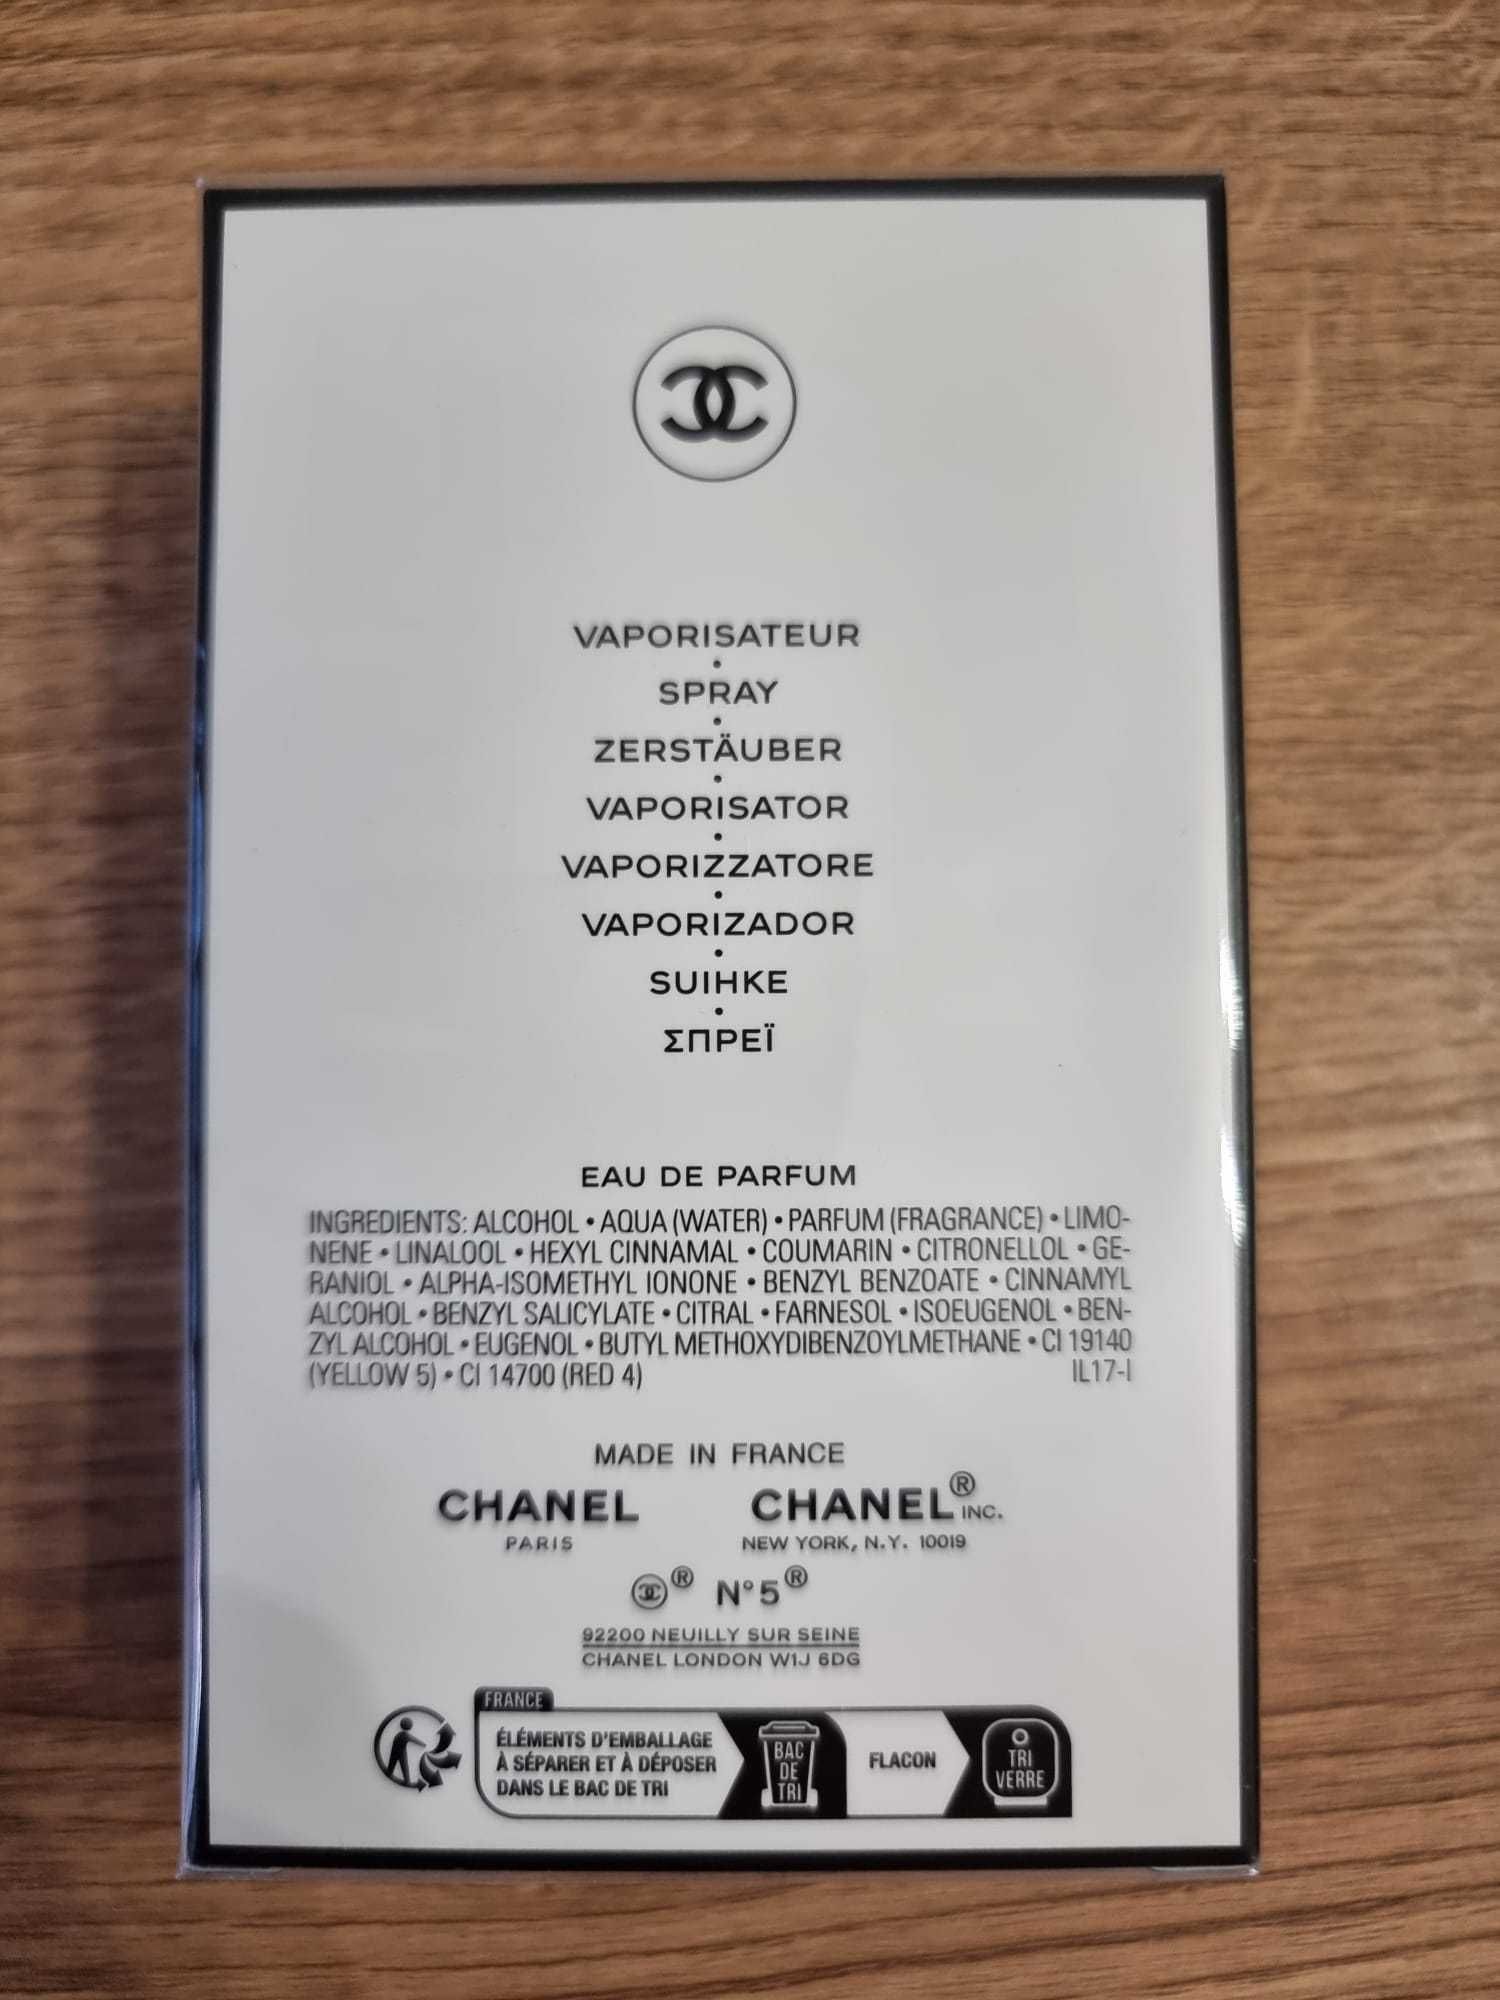 VAPORISATEUR
•
SPRAY
•
ZERSTÄUBER
•
VAPORISATOR
•
VAPORIZZATORE
•
VAPORIZADOR
•
SUIHKE
•
ΣΠΡΕΪ
EAU DE PARFUM
INGREDIENTS: ALCOHOL • AQUA (WATER) • PARFUM (FRAGRANCE) • LIMO-
NENE • LINALOOL • HEXYL CINNAMAL • COUMARIN • CITRONELLOL • GE-
RANIOL • ALPHA-ISOMETHYL IONONE • BENZYL BENZOATE • CINNAMYL
ALCOHOL • BENZYL SALICYLATE • CITRAL • FARNESOL • ISOEUGENOL • BEN-
ZYL ALCOHOL • EUGENOL • BUTYL METHOXYDIBENZOYLMETHANE • CI 19140
(YELLOW 5) • CI 14700 (RED 4) IL17-I
MADE IN FRANCE
CHANEL CHANEL® INC.
PARIS NEW YORK, N.Y. 10019
® N°5®
92200 NEUILLY SUR SEINE
CHANEL LONDON W1J 6DG
FRANCE
ÉLÉMENTS D'EMBALLAGE
À SÉPARER ET À DÉPOSER
DANS LE BAC DE TRI
BAC
DE
TRI
FLACON
TRI
VERRE